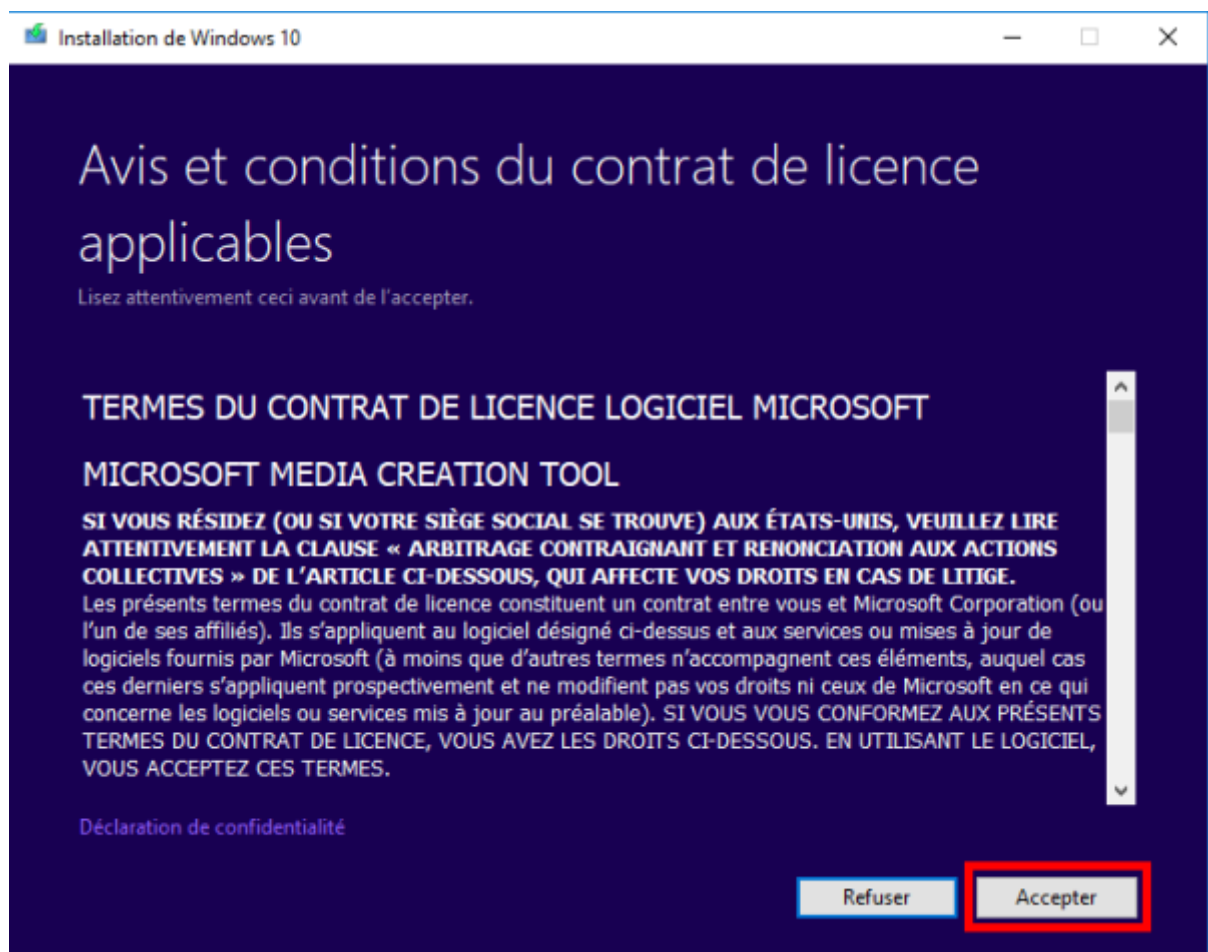 Installation de Windows 10
Avis et conditions du contrat de licence
applicables
Lisez attentivement ceci avant de l'accepter.
TERMES DU CONTRAT DE LICENCE LOGICIEL MICROSOFT
MICROSOFT MEDIA CREATION TOOL
SI VOUS RÉSIDEZ (OU SI VOTRE SIÈGE SOCIAL SE TROUVE) AUX ÉTATS-UNIS, VEUILLEZ LIRE
ATTENTIVEMENT LA CLAUSE « ARBITRAGE CONTRAIGNANT ET RENONCIATION AUX ACTIONS
COLLECTIVES » DE L’ARTICLE CI-DESSOUS, QUI AFFECTE VOS DROITS EN CAS DE LITIGE.
Les présents termes du contrat de licence constituent un contrat entre vous et Microsoft Corporation (ou
l’un de ses affiliés). Ils s’appliquent au logiciel désigné ci-dessus et aux services ou mises à jour de
logiciels fournis par Microsoft (à moins que d’autres termes n’accompagnent ces éléments, auquel cas
ces derniers s’appliquent prospectivement et ne modifient pas vos droits ni ceux de Microsoft en ce qui
concerne les logiciels ou services mis à jour au préalable). SI VOUS VOUS CONFORMEZ AUX PRÉSENTS
TERMES DU CONTRAT DE LICENCE, VOUS AVEZ LES DROITS CI-DESSOUS. EN UTILISANT LE LOGICIEL,
VOUS ACCEPTEZ CES TERMES.
Déclaration de confidentialité
Refuser
Accepter